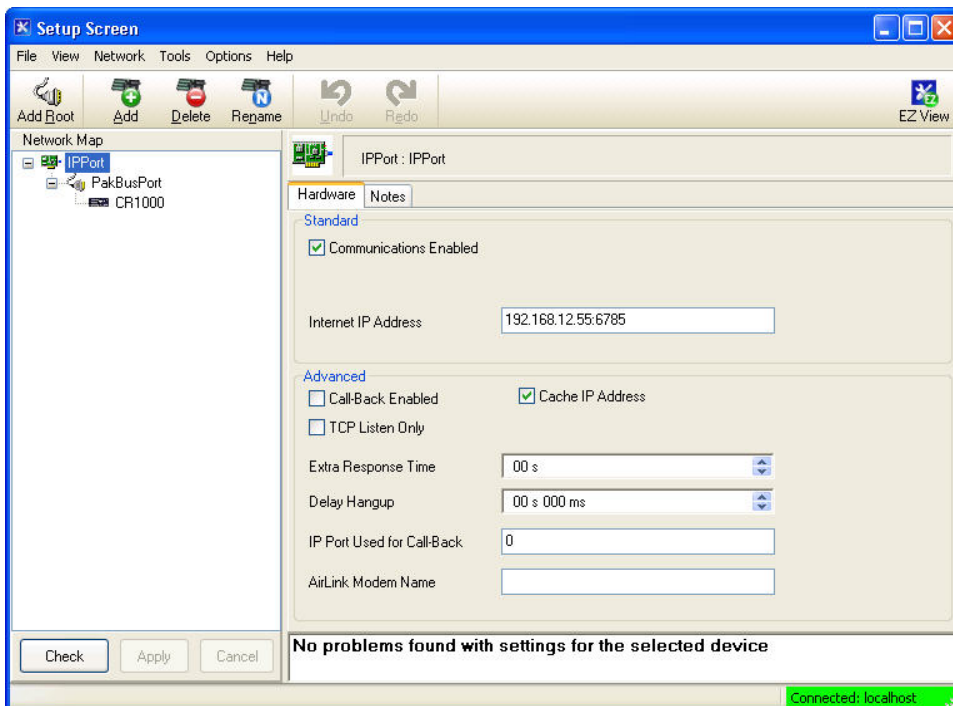 Setup Screen
File View Network Tools Options Help
Add Root Add Delete Rename Undo Redo EZ View
Network Map
IPPort
PakBusPort
CR1000
IPPort : IPPort
Hardware Notes
Standard
Communications Enabled
Internet IP Address 192.168.12.55:6785
Advanced
Call-Back Enabled Cache IP Address
TCP Listen Only
Extra Response Time 00 s
Delay Hangup 00 s 000 ms
IP Port Used for Call-Back 0
AirLink Modem Name
Check Apply Cancel
No problems found with settings for the selected device
Connected: localhost